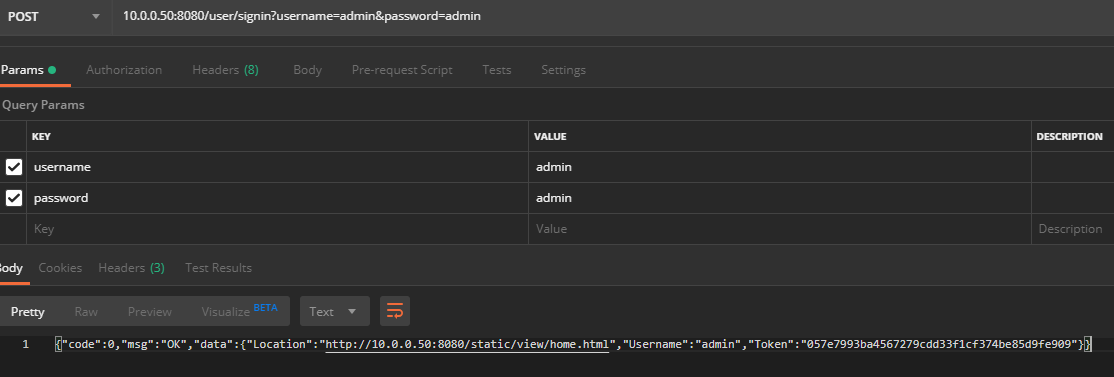 POST 10.0.0.50:8080/user/signin?username=admin&password=admin
Params Authorization Headers (8) Body Pre-request Script Tests Settings
Query Params
KEY VALUE DESCRIPTION
username admin
password admin
Key Value Description
Body Cookies Headers (3) Test Results
Pretty Raw Preview Visualize BETA Text
1 {"code":0,"msg":"OK","data":{"Location":"http://10.0.0.50:8080/static/view/home.html","Username":"admin","Token":"057e7993ba4567279cdd33f1cf374be85d9fe909"}}